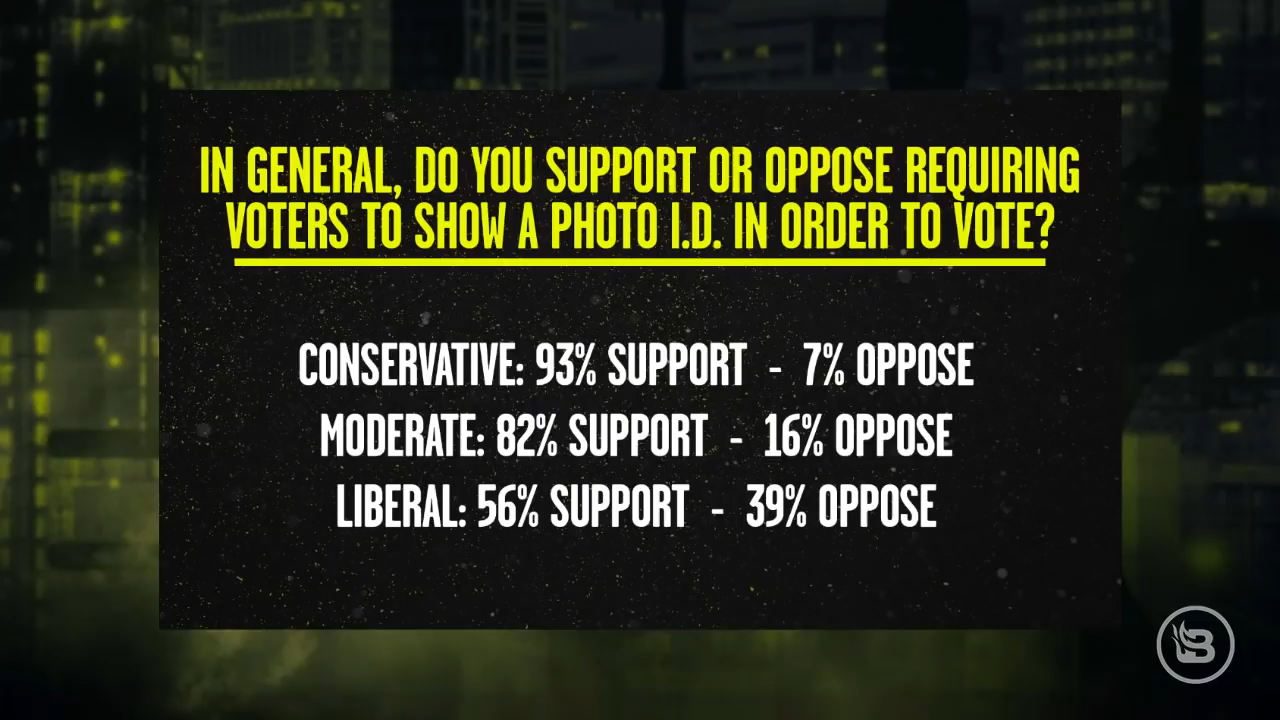 IN GENERAL, DO YOU SUPPORT OR OPPOSE REQUIRING
VOTERS TO SHOW A PHOTO I.D. IN ORDER TO VOTE?
CONSERVATIVE: 93% SUPPORT - 7% OPPOSE
MODERATE: 82% SUPPORT - 16% OPPOSE
LIBERAL: 56% SUPPORT - 39% OPPOSE
B